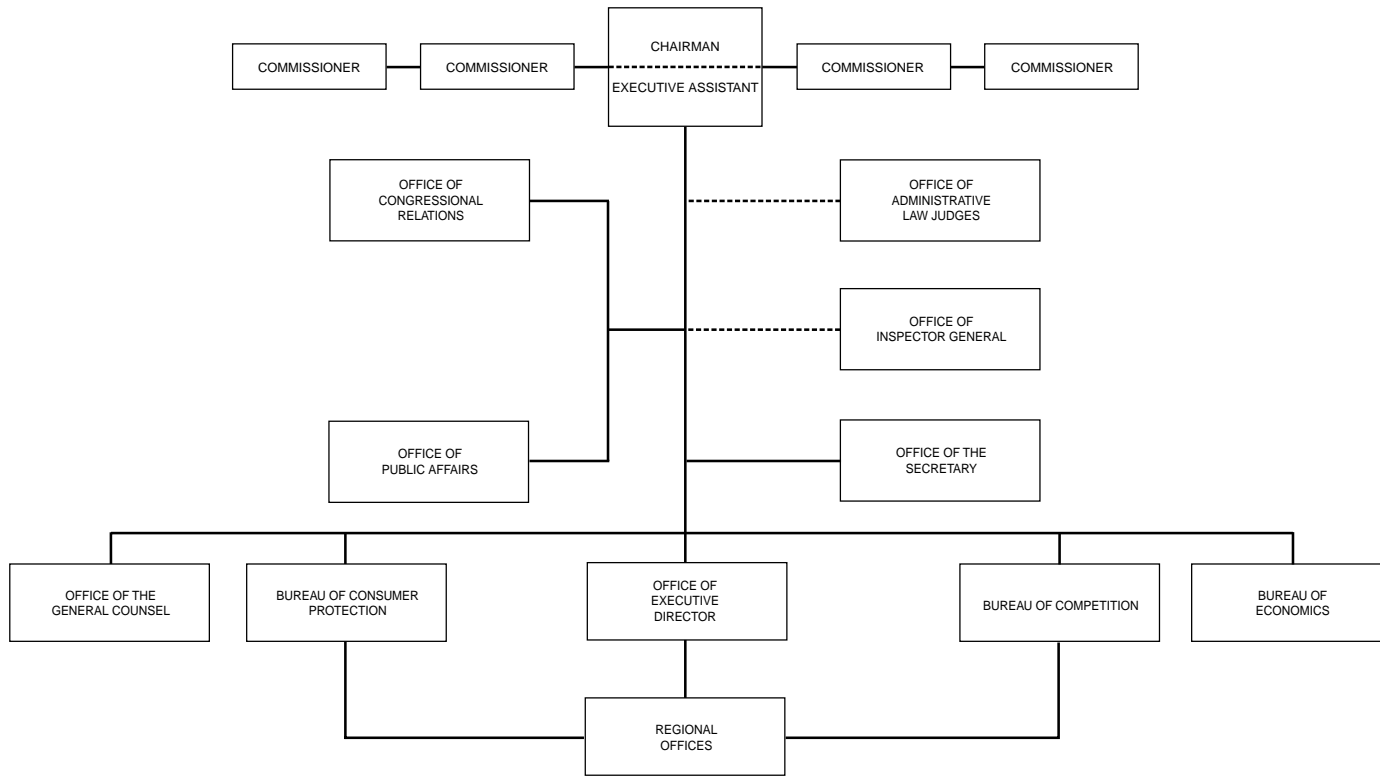 CHAIRMAN
COMMISSIONER
COMMISSIONER
COMMISSIONER
COMMISSIONER
EXECUTIVE ASSISTANT
OFFICE OF
CONGRESSIONAL
RELATIONS
OFFICE OF
ADMINISTRATIVE
LAW JUDGES
OFFICE OF
INSPECTOR GENERAL
OFFICE OF
PUBLIC AFFAIRS
OFFICE OF THE
SECRETARY
OFFICE OF THE
GENERAL COUNSEL
BUREAU OF CONSUMER
PROTECTION
OFFICE OF
EXECUTIVE
DIRECTOR
BUREAU OF COMPETITION
BUREAU OF
ECONOMICS
REGIONAL
OFFICES